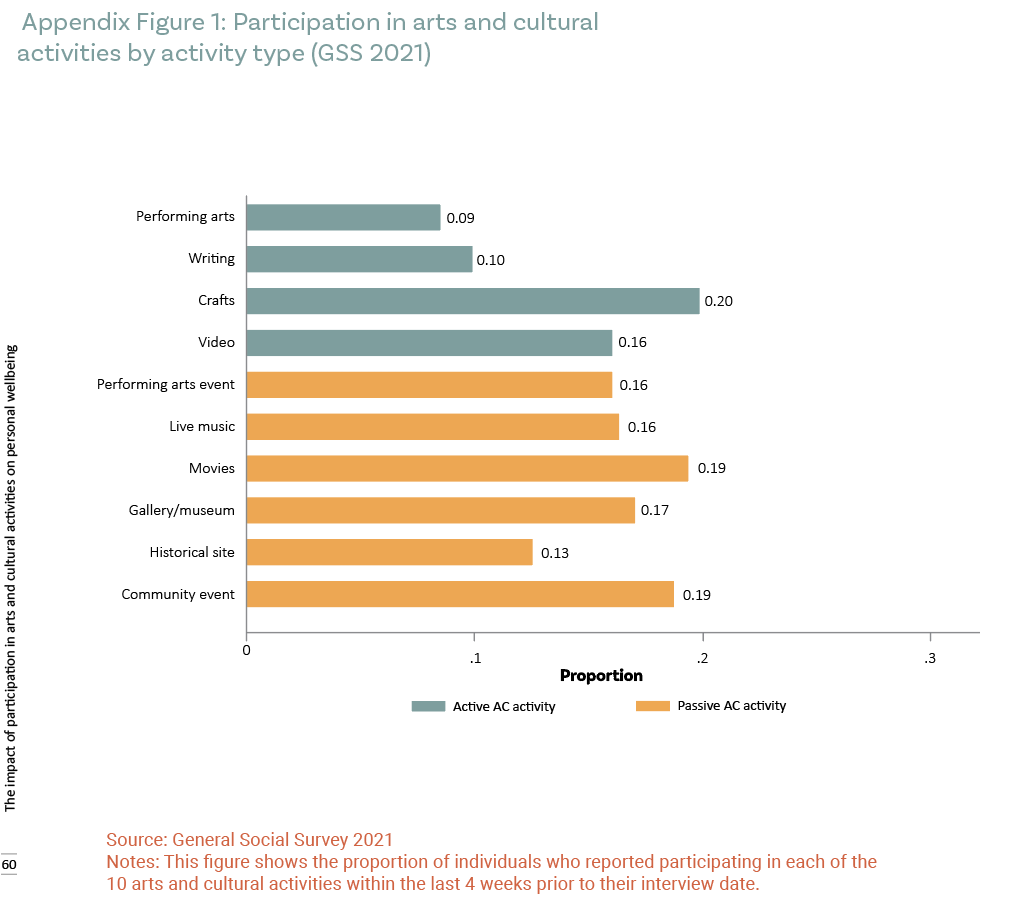 Appendix Figure 1: Participation in arts and cultural
activities by activity type (GSS 2021)
Performing arts
0.09
Writing
0.10
Crafts
0.20
Video
0.16
Performing arts event
0.16
Live music
0.16
Movies
0.19
Gallery/museum
0.17
Historical site
0.13
Community event
0.19
0
.1
.2
.3
Proportion
Active AC activity
Passive AC activity
The impact of participation in arts and cultural activities on personal wellbeing
60
Source: General Social Survey 2021
Notes: This figure shows the proportion of individuals who reported participating in each of the
10 arts and cultural activities within the last 4 weeks prior to their interview date.